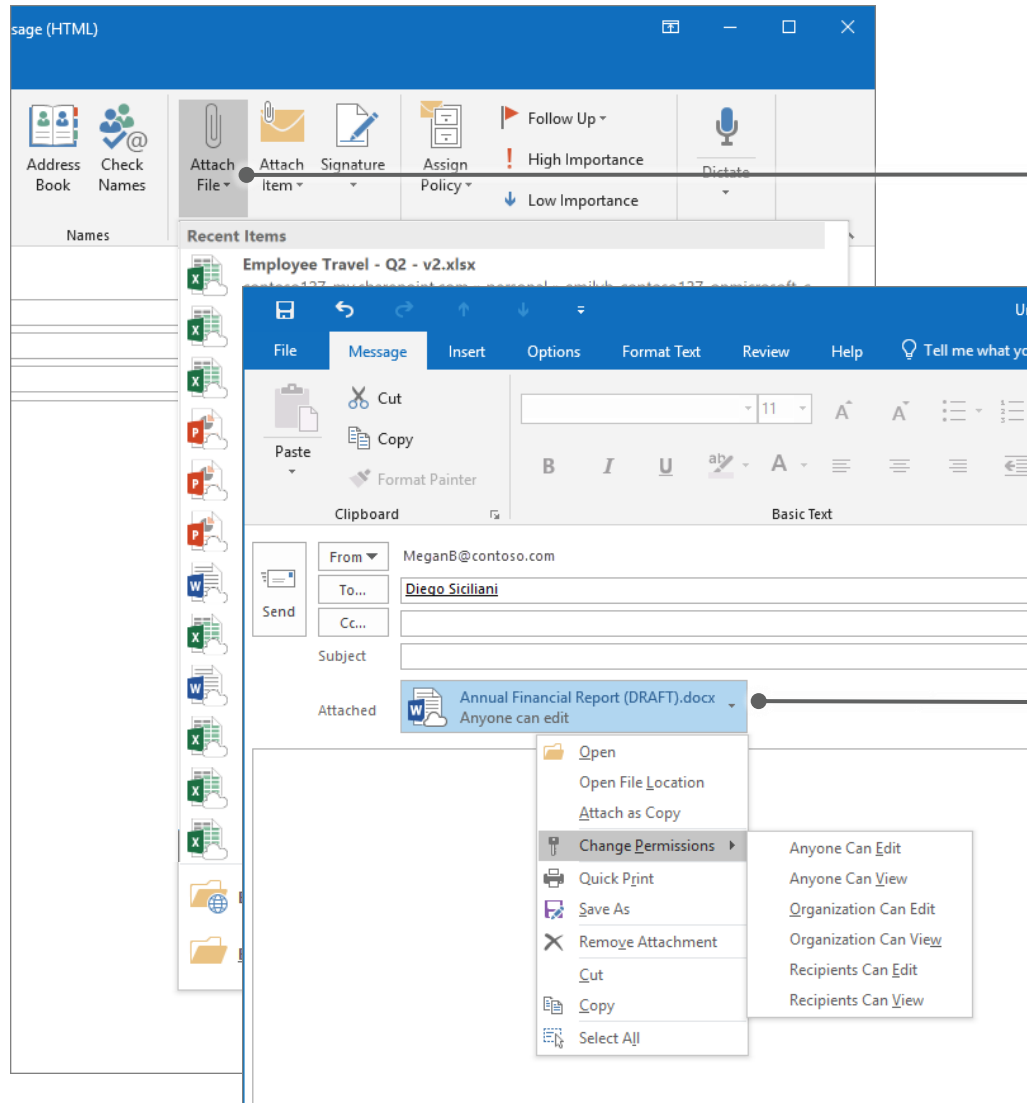 sage (HTML)
Address Book
Check Names
Attach File
Attach Item
Signature
Assign Policy
Follow Up
High Importance
Low Importance
Dictate
Names
Recent Items
Employee Travel - Q2 - v2.xlsx
File Message Insert Options Format Text Review Help Tell me what yo
Paste
Cut
Copy
Format Painter
11
B I U
Clipboard
Basic Text
Send
From MeganB@contoso.com
To... Diego Siciliani
Cc...
Subject
Attached
Annual Financial Report (DRAFT).docx
Anyone can edit
Open
Open File Location
Attach as Copy
Change Permissions
Quick Print
Save As
Remove Attachment
Cut
Copy
Select All
Anyone Can Edit
Anyone Can View
Organization Can Edit
Organization Can View
Recipients Can Edit
Recipients Can View